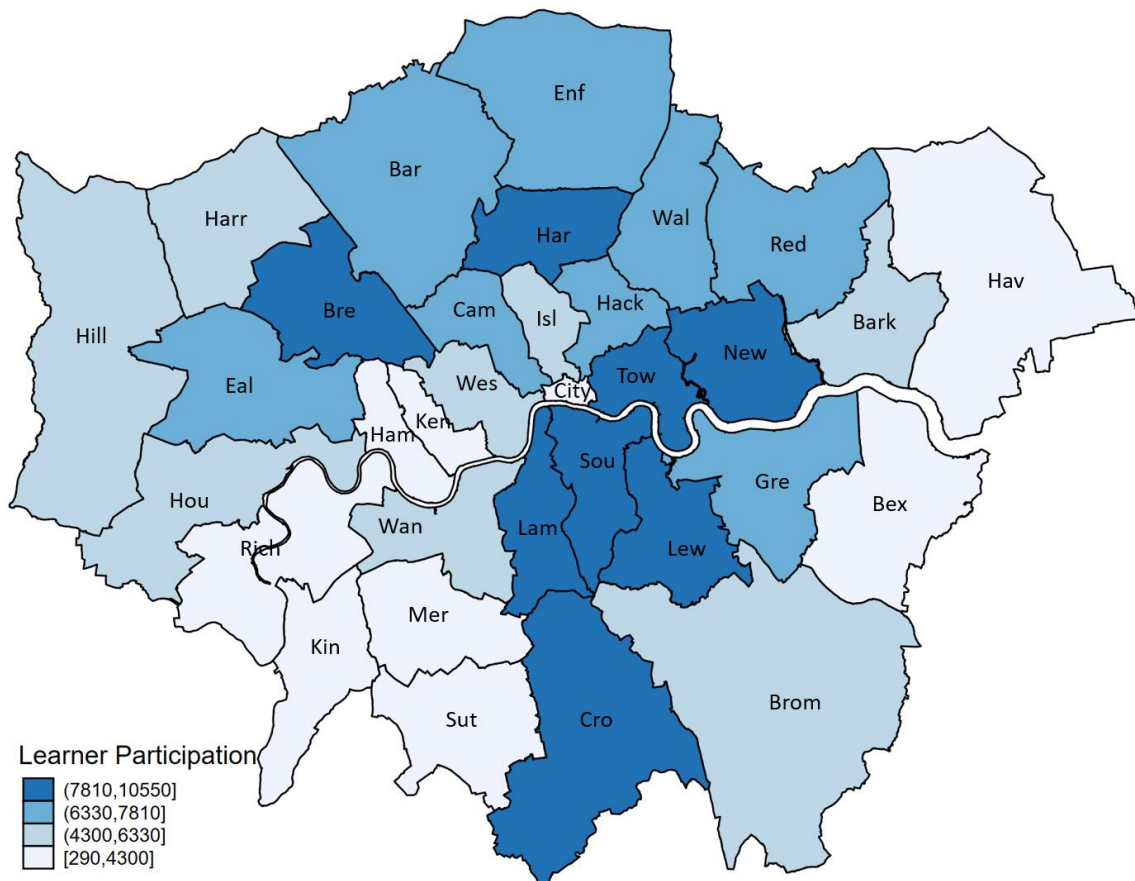 Enf
Bar
Harr
Har
Wal
Red
Hav
Bre
Cam
Isl
Hack
Bark
Hill
New
Eal
Wes
Tow
City
Ken
Ham
Sou
Gre
Hou
Bex
Wan
Lam
Rich
Lew
Mer
Kin
Brom
Sut
Cro
Learner Participation
(7810,10550]
(6330,7810]
(4300,6330]
[290,4300]